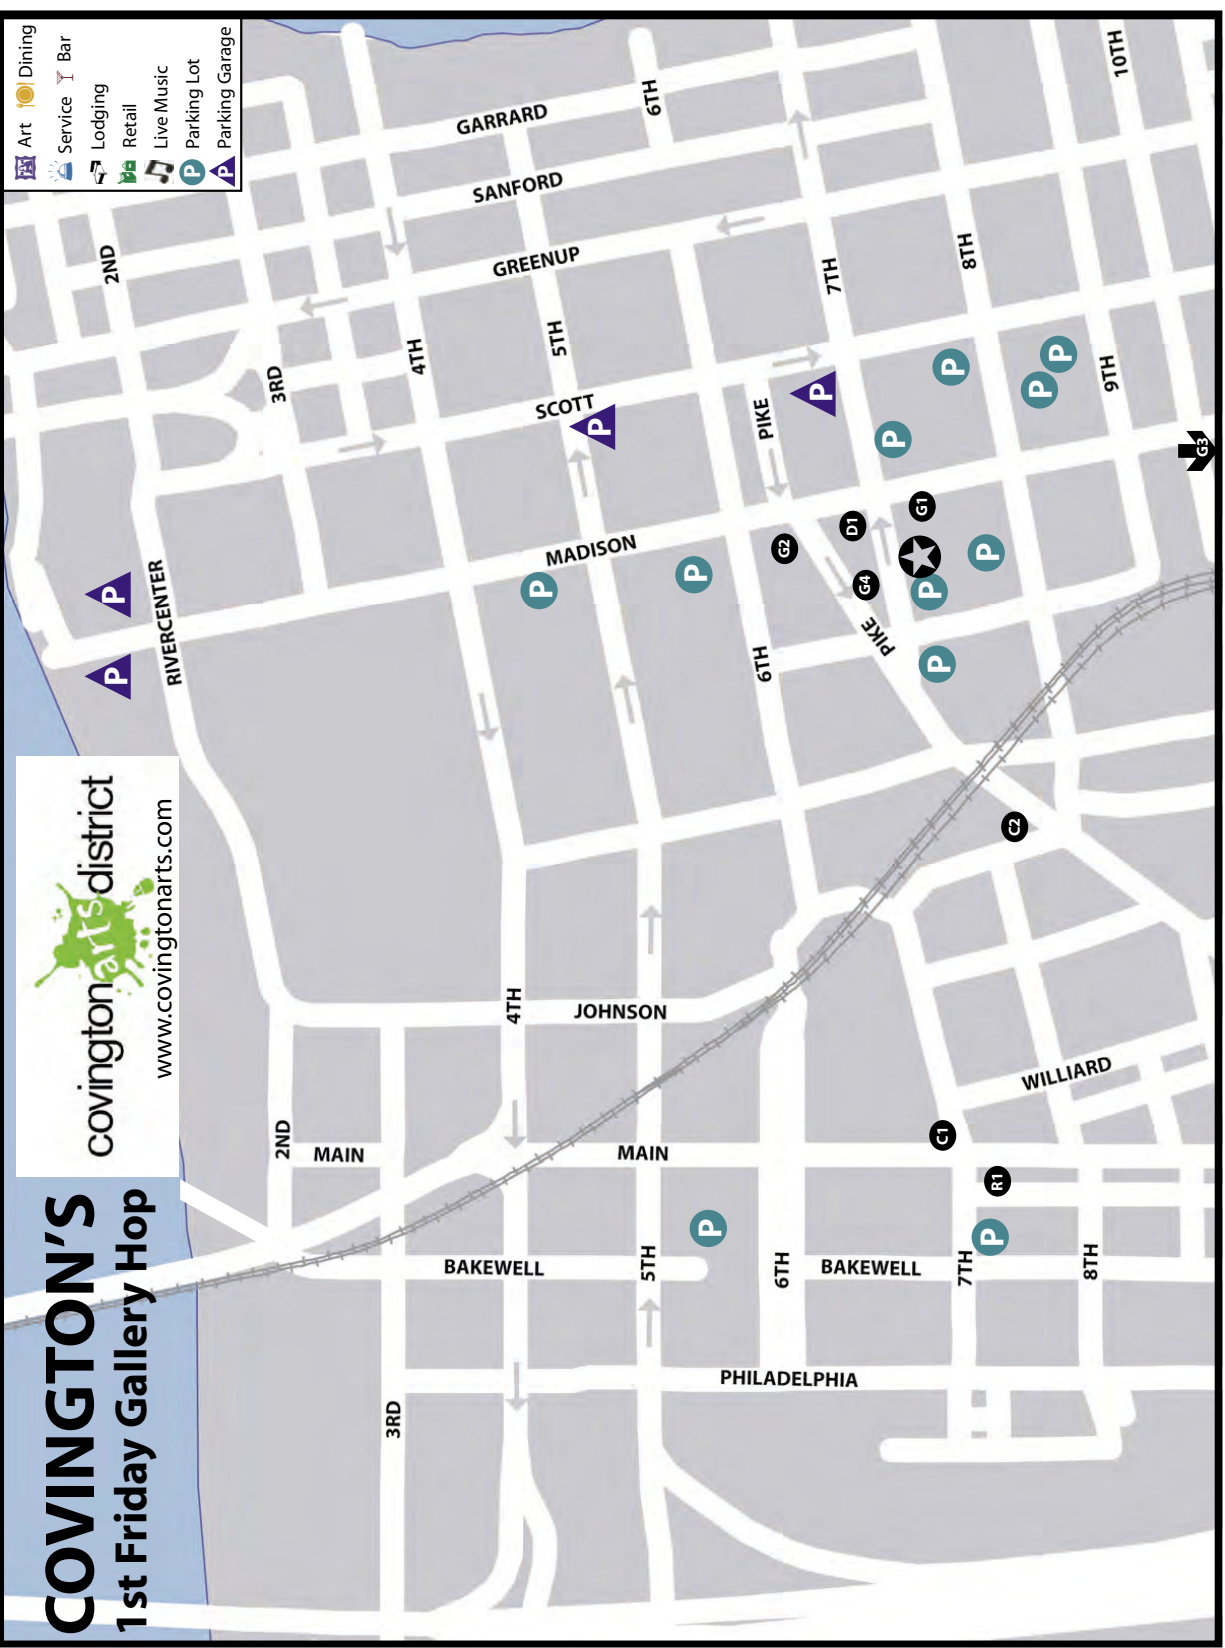 COVINGTON'S
1st Friday Gallery Hop
covington arts district
www.covingtonarts.com
Art
Dining
Service
Bar
Lodging
Retail
Live Music
P Parking Lot
P Parking Garage
2ND
RIVERCENTER
P
P
2ND
3RD
3RD
MAIN
BAKEWELL
4TH
4TH
JOHNSON
MAIN
5TH
MADISON
SCOTT
5TH
GREENUP
SANFORD
GARRARD
6TH
P
P
P
P
PHILADELPHIA
6TH
6TH
PIKE
P
7TH
BAKEWELL
PIKE
G2
D1
G4
G1
P
P
P
P
P
8TH
P
P
9TH
10TH
C2
C1
R1
P
7TH
8TH
WILLIARD
G3